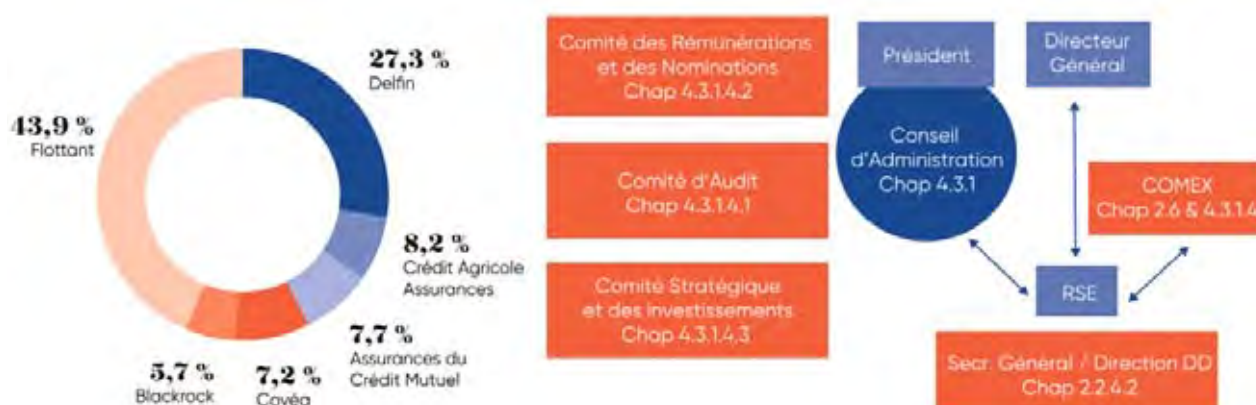 27,3 %
Delfin
43,9 %
Flottant
8,2 %
Crédit Agricole
Assurances
7,7 %
Assurances du
Crédit Mutuel
7,2 %
Covéa
5,7 %
Blackrock
Comité des Rémunérations
et des Nominations
Chap 4.3.1.4.2
Comité d'Audit
Chap 4.3.1.4.1
Comité Stratégique
et des Investissements
Chap 4.3.1.4.3
Président
Conseil
d'Administration
Chap 4.3.1
Directeur
Général
COMEX
Chap 2.6 & 4.3.1.4
RSE
Secr. Général / Direction DD
Chap 2.2.4.2